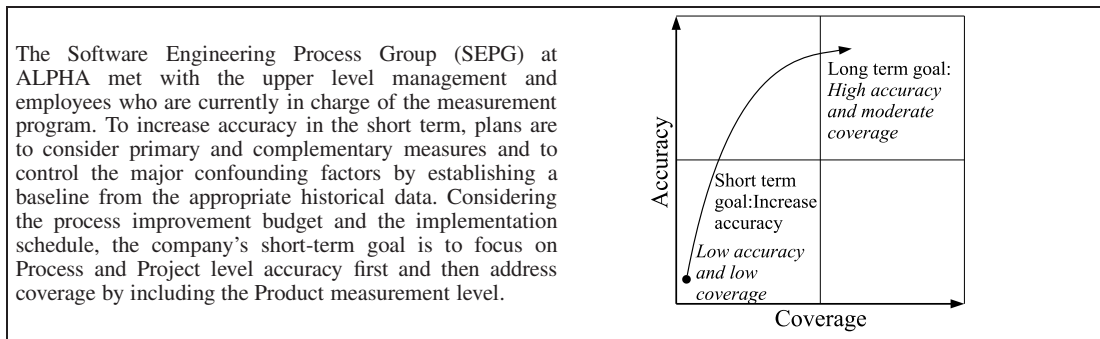 The Software Engineering Process Group (SEPG) at
ALPHA met with the upper level management and
employees who are currently in charge of the measurement
program. To increase accuracy in the short term, plans are
to consider primary and complementary measures and to
control the major confounding factors by establishing a
baseline from the appropriate historical data. Considering
the process improvement budget and the implementation
schedule, the company's short-term goal is to focus on
Process and Project level accuracy first and then address
coverage by including the Product measurement level.
Accuracy
Long term goal:
High accuracy
and moderate
coverage
Short term
goal:Increase
accuracy
Low accuracy
and low
coverage
Coverage